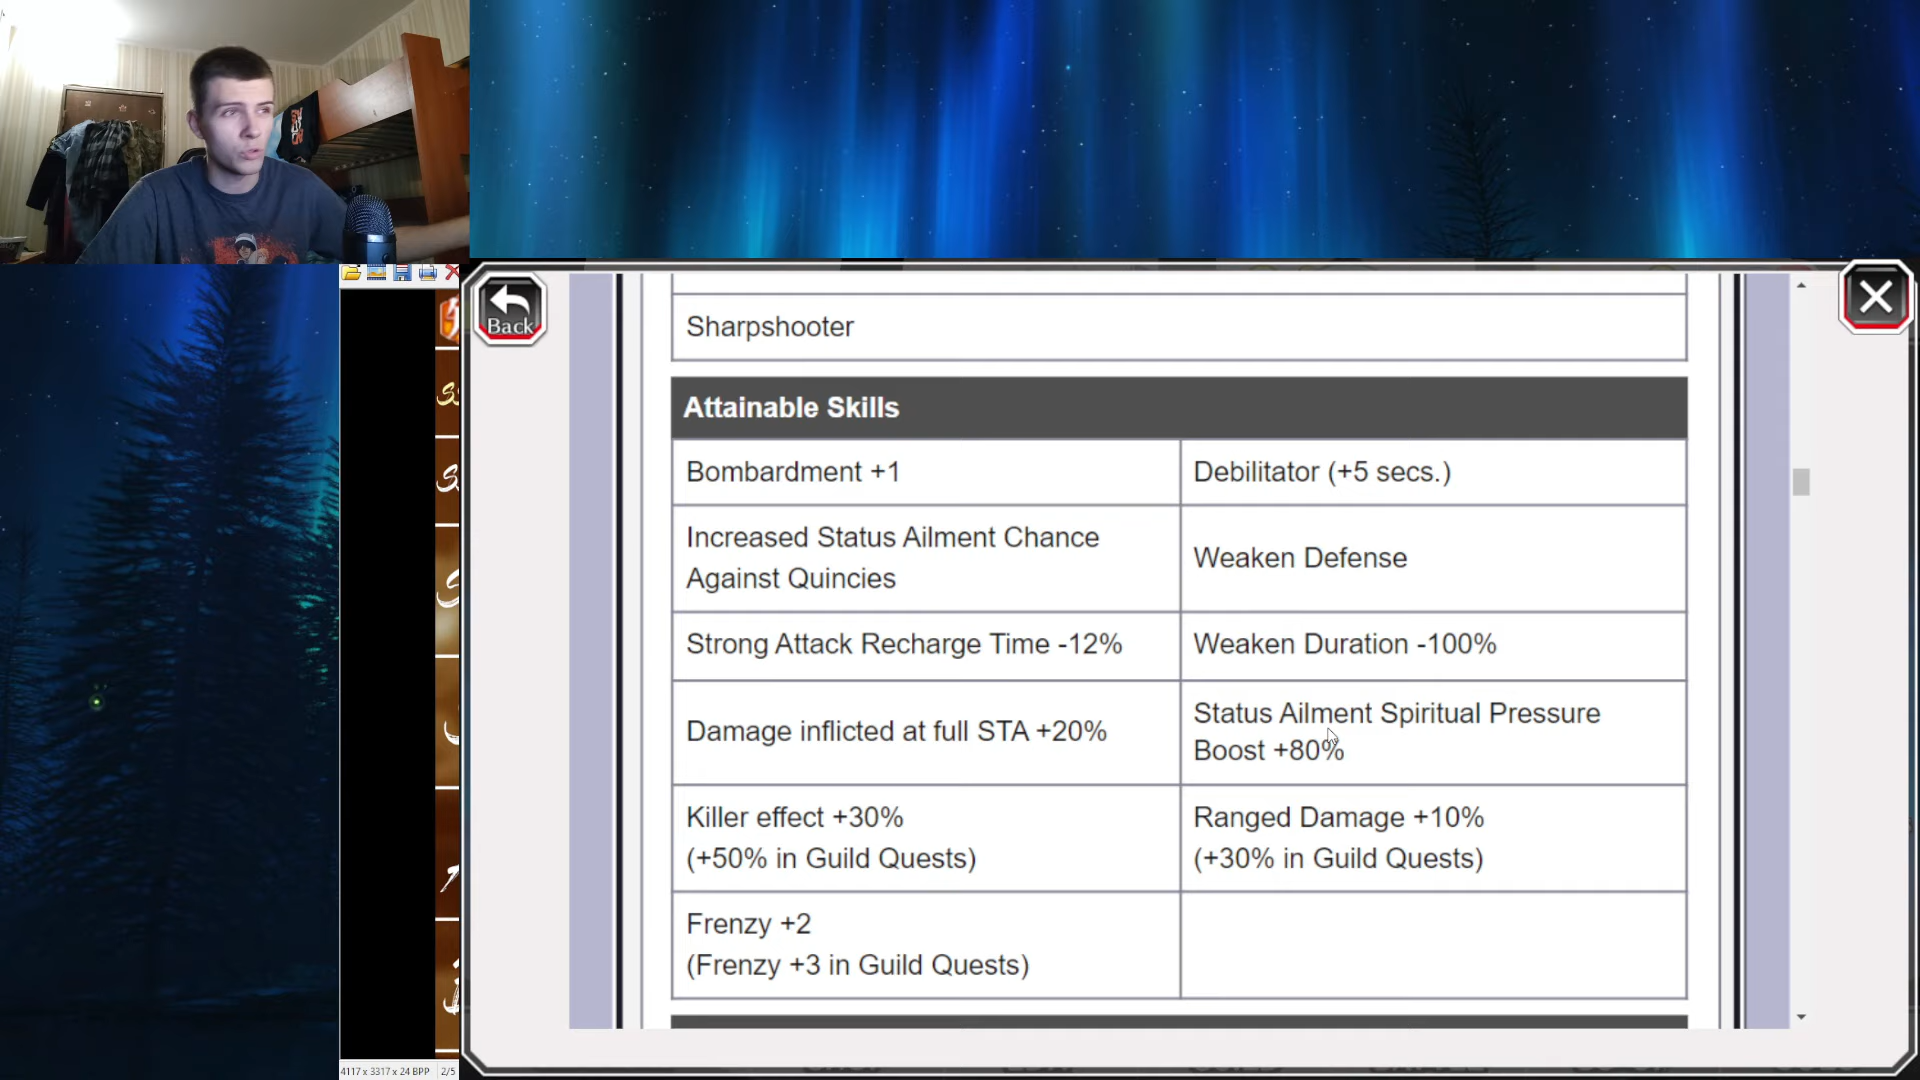 Back
Sharpshooter
Attainable Skills
Bombardment +1
Debilitator (+5 secs.)
Increased Status Ailment Chance
Against Quincies
Weaken Defense
Strong Attack Recharge Time -12%
Weaken Duration -100%
Damage inflicted at full STA +20%
Status Ailment Spiritual Pressure
Boost +80%
Killer effect +30%
(+50% in Guild Quests)
Ranged Damage +10%
(+30% in Guild Quests)
Frenzy +2
(Frenzy +3 in Guild Quests)
4117 x 3317 x 24 BPP
2/5